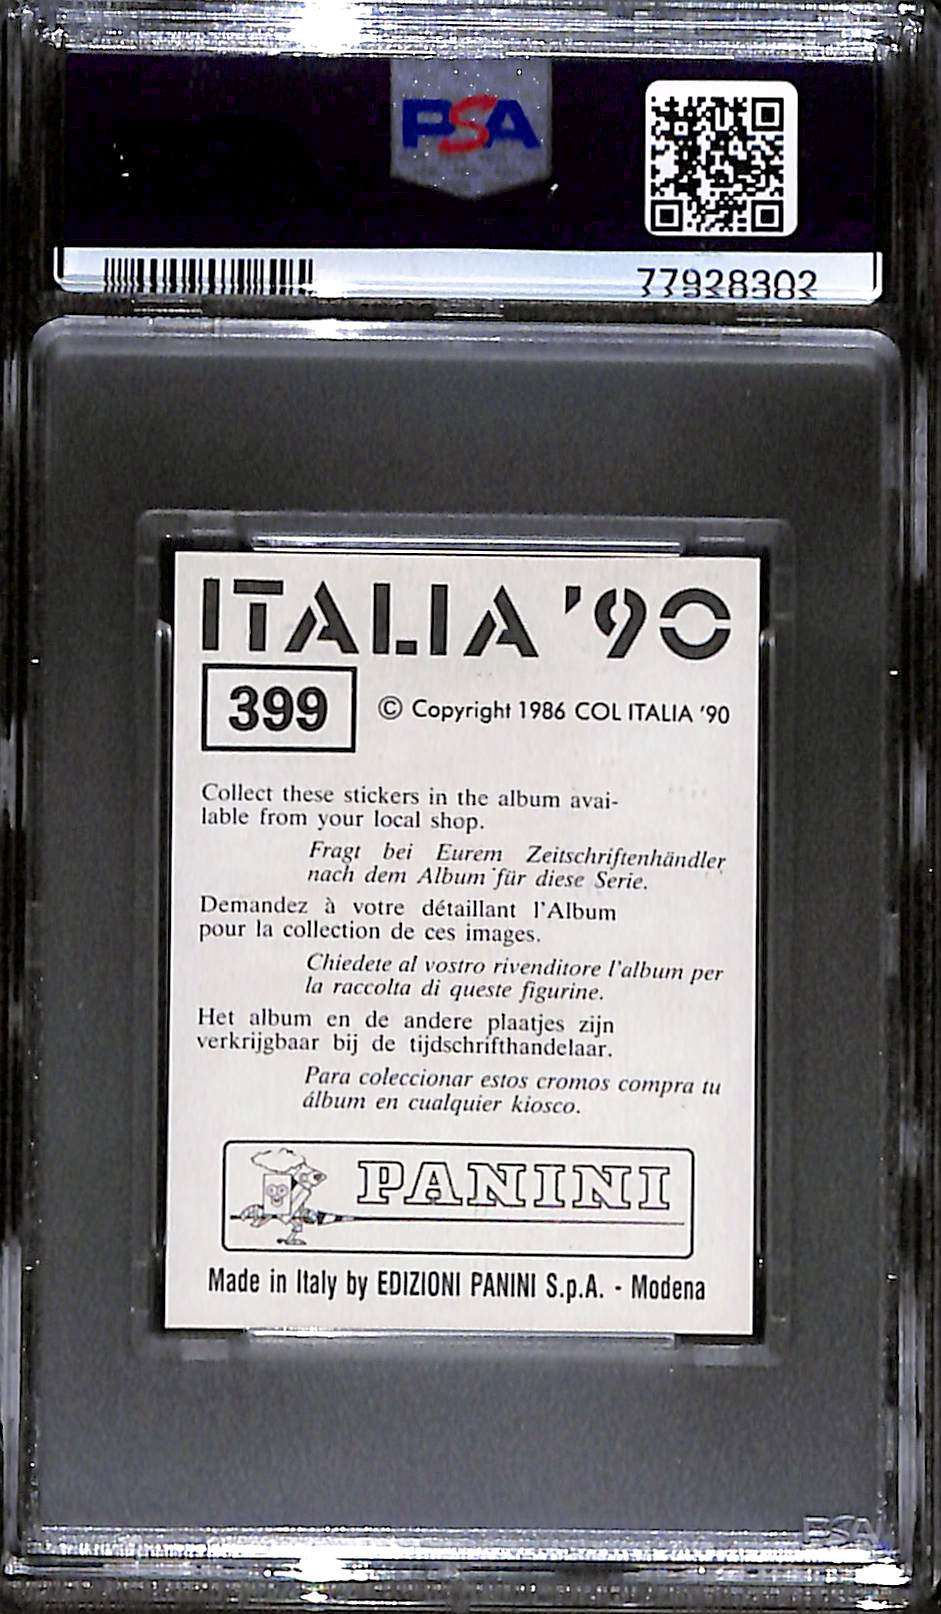 PSA
77928302
ITALIA '90
399 © Copyright 1986 COL ITALIA '90
Collect these stickers in the album avai-
lable from your local shop.
Fragt bei Eurem Zeitschriftenhändler
nach dem Album für diese Serie.
Demandez à votre détaillant l'Album
pour la collection de ces images.
Chiedete al vostro rivenditore l'album per
la raccolta di queste figurine.
Het album en de andere plaatjes zijn
verkrijgbaar bij de tijdschrifthandelaar.
Para coleccionar estos cromos compra tu
álbum en cualquier kiosco.
PANINI
Made in Italy by EDIZIONI PANINI S.p.A. - Modena
PSA